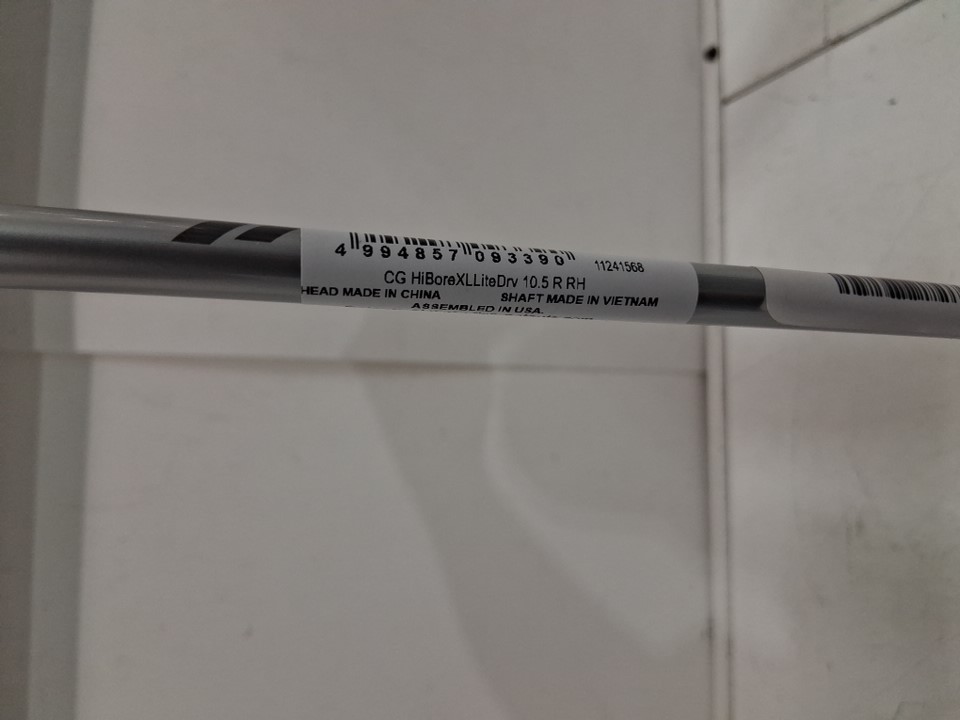 4 994857 093390 11241568
CG HiBoreXLLiteDrv 10.5 R RH
HEAD MADE IN CHINA SHAFT MADE IN VIETNAM
ASSEMBLED IN USA.